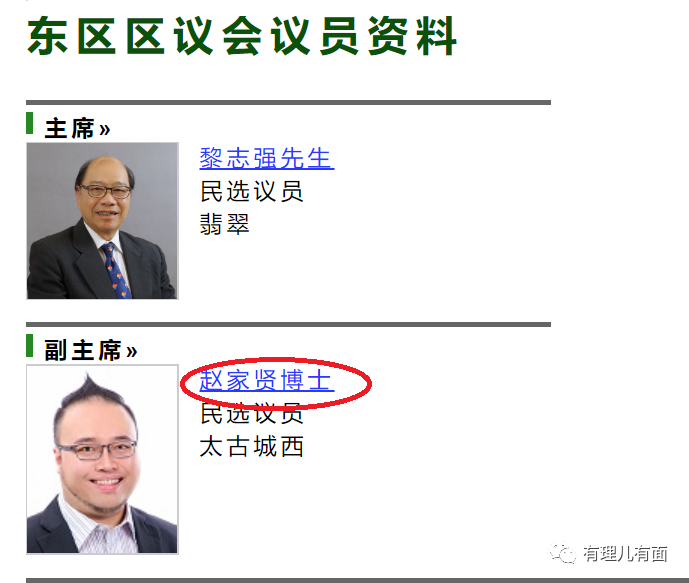 东区区议会议员资料
主席»
黎志强先生
民选议员
翡翠
副主席»
赵家贤博士
民选议员
太古城西
有理儿有面